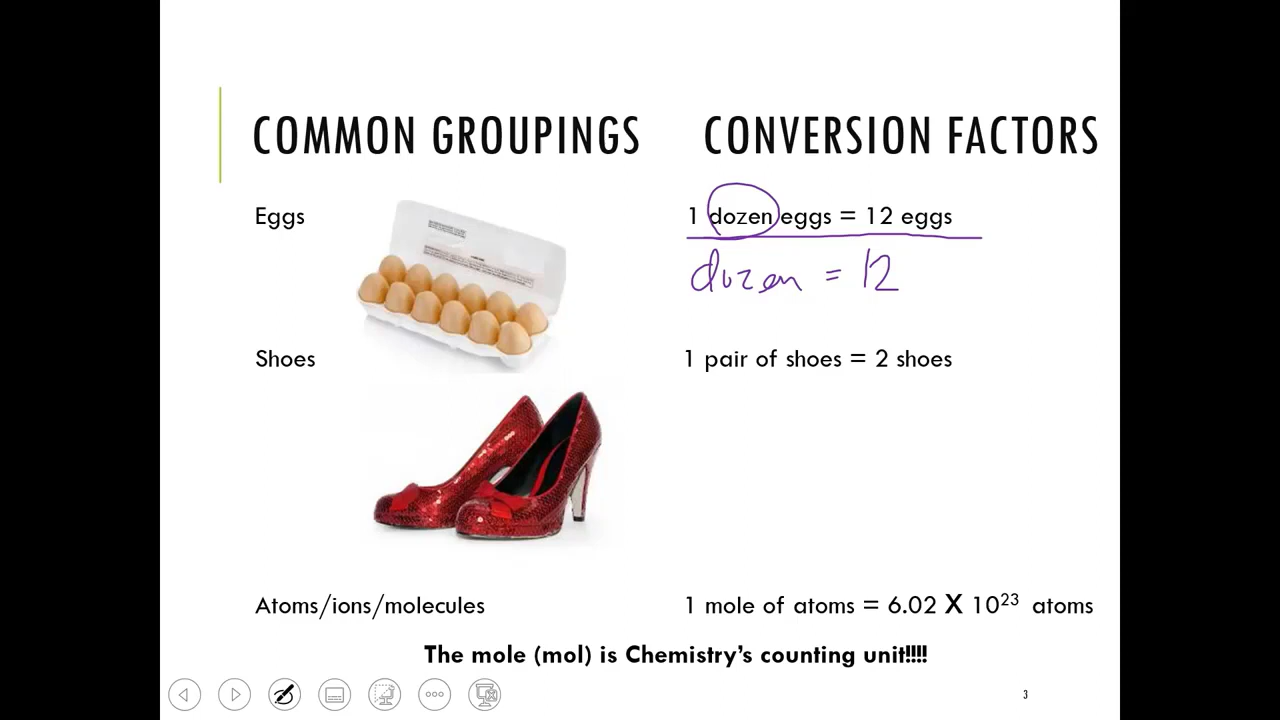 COMMON GROUPINGS
CONVERSION FACTORS
Eggs
1 dozen eggs = 12 eggs
dozen = 12
Shoes
1 pair of shoes = 2 shoes
Atoms/ions/molecules
1 mole of atoms = 6.02 X 10²³ atoms
The mole (mol) is Chemistry's counting unit!!!!
3